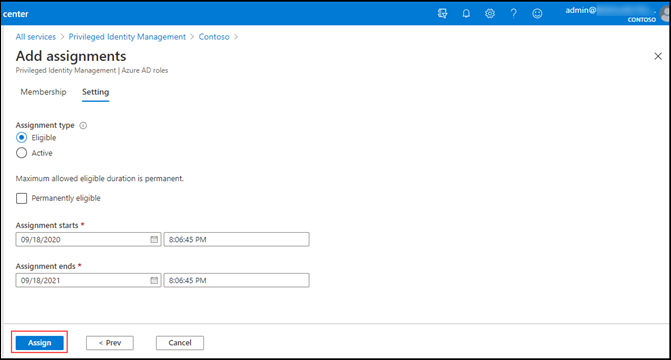 center
admin@
CONTOSO
All services > Privileged Identity Management > Contoso >
Add assignments
Privileged Identity Management | Azure AD roles
Membership Setting
Assignment type
Eligible
Active
Maximum allowed eligible duration is permanent.
Permanently eligible
Assignment starts *
09/18/2020 8:06:45 PM
Assignment ends *
09/18/2021 8:06:45 PM
Assign < Prev Cancel